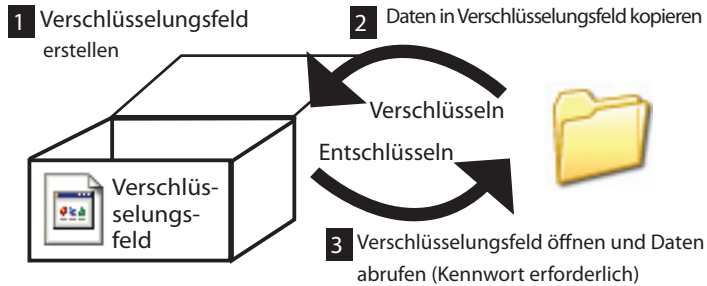 1 Verschlüsselungsfeld
erstellen
2 Daten in Verschlüsselungsfeld kopieren
Verschlüsseln
Entschlüsseln
Verschlüs-
selungs-
feld
3 Verschlüsselungsfeld öffnen und Daten
abrufen (Kennwort erforderlich)